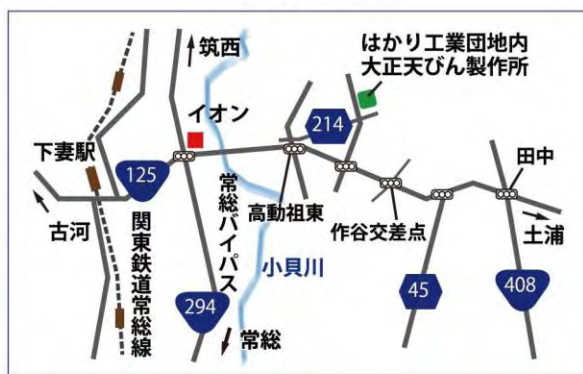 筑西
はかり工業団地内
大正天びん製作所
イオン
214
下妻駅
125
田中
高動祖東
古河
関東鉄道常総線
常総バイパス
作谷交差点
土浦
小貝川
294
45
408
常総